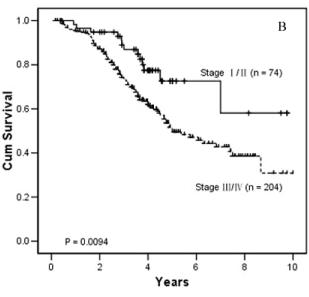 B
1.0
0.8
0.6
0.4
0.2
0.0
Cum Survival
Stage Ⅰ/Ⅱ (n = 74)
Stage Ⅲ/Ⅳ (n = 204)
P = 0.0094
0 2 4 6 8 10
Years